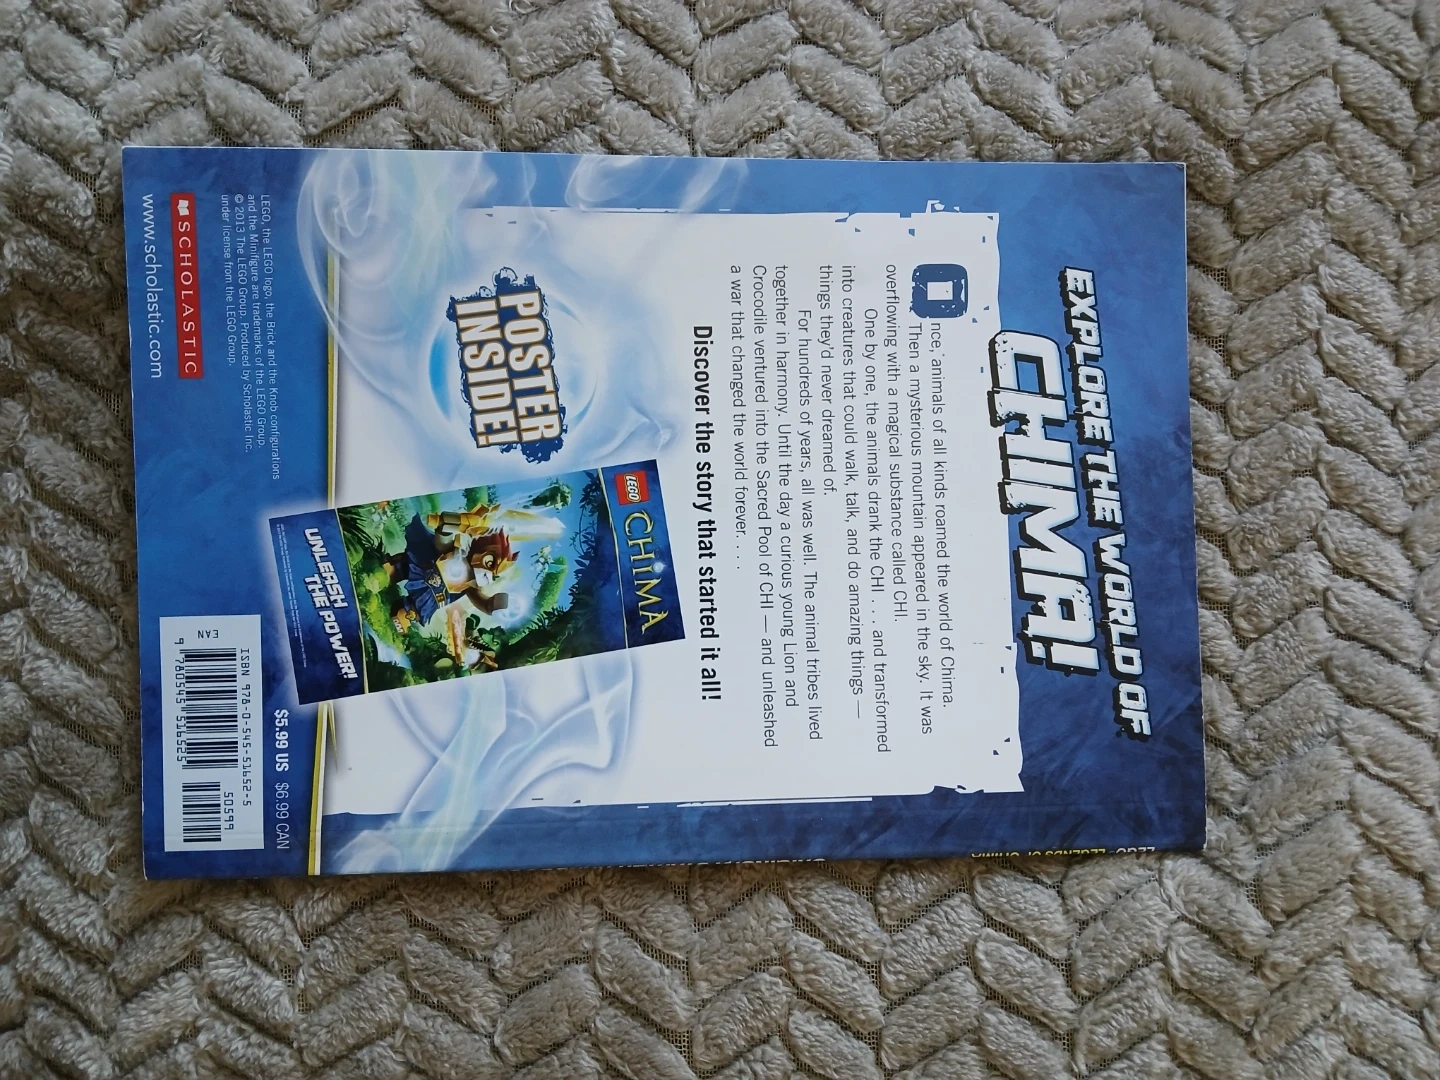 EXPLORE THE WORLD OF
CHIMA!
Once, animals of all kinds roamed the world of Chima.
Then a mysterious mountain appeared in the sky. It was
overflowing with a magical substance called CHI.
One by one, the animals drank the CHI . . . and transformed
into creatures that could walk, talk, and do amazing things —
things they'd never dreamed of.
For hundreds of years, all was well. The animal tribes lived
together in harmony. Until the day a curious young Lion and
Crocodile ventured into the Sacred Pool of CHI — and unleashed
a war that changed the world forever. . . .
Discover the story that started it all!
POSTER
INSIDE!
LEGO
CHIMA
UNLEASH
THE POWER!
LEGO, the LEGO logo, the Brick and the Knob configurations
and the Minifigure are trademarks of the LEGO Group.
© 2013 The LEGO Group. Produced by Scholastic Inc.
under license from the LEGO Group.
SCHOLASTIC
www.scholastic.com
$5.99 US $6.99 CAN
ISBN 978-0-545-51652-5
50599
EAN
9 780545 516525